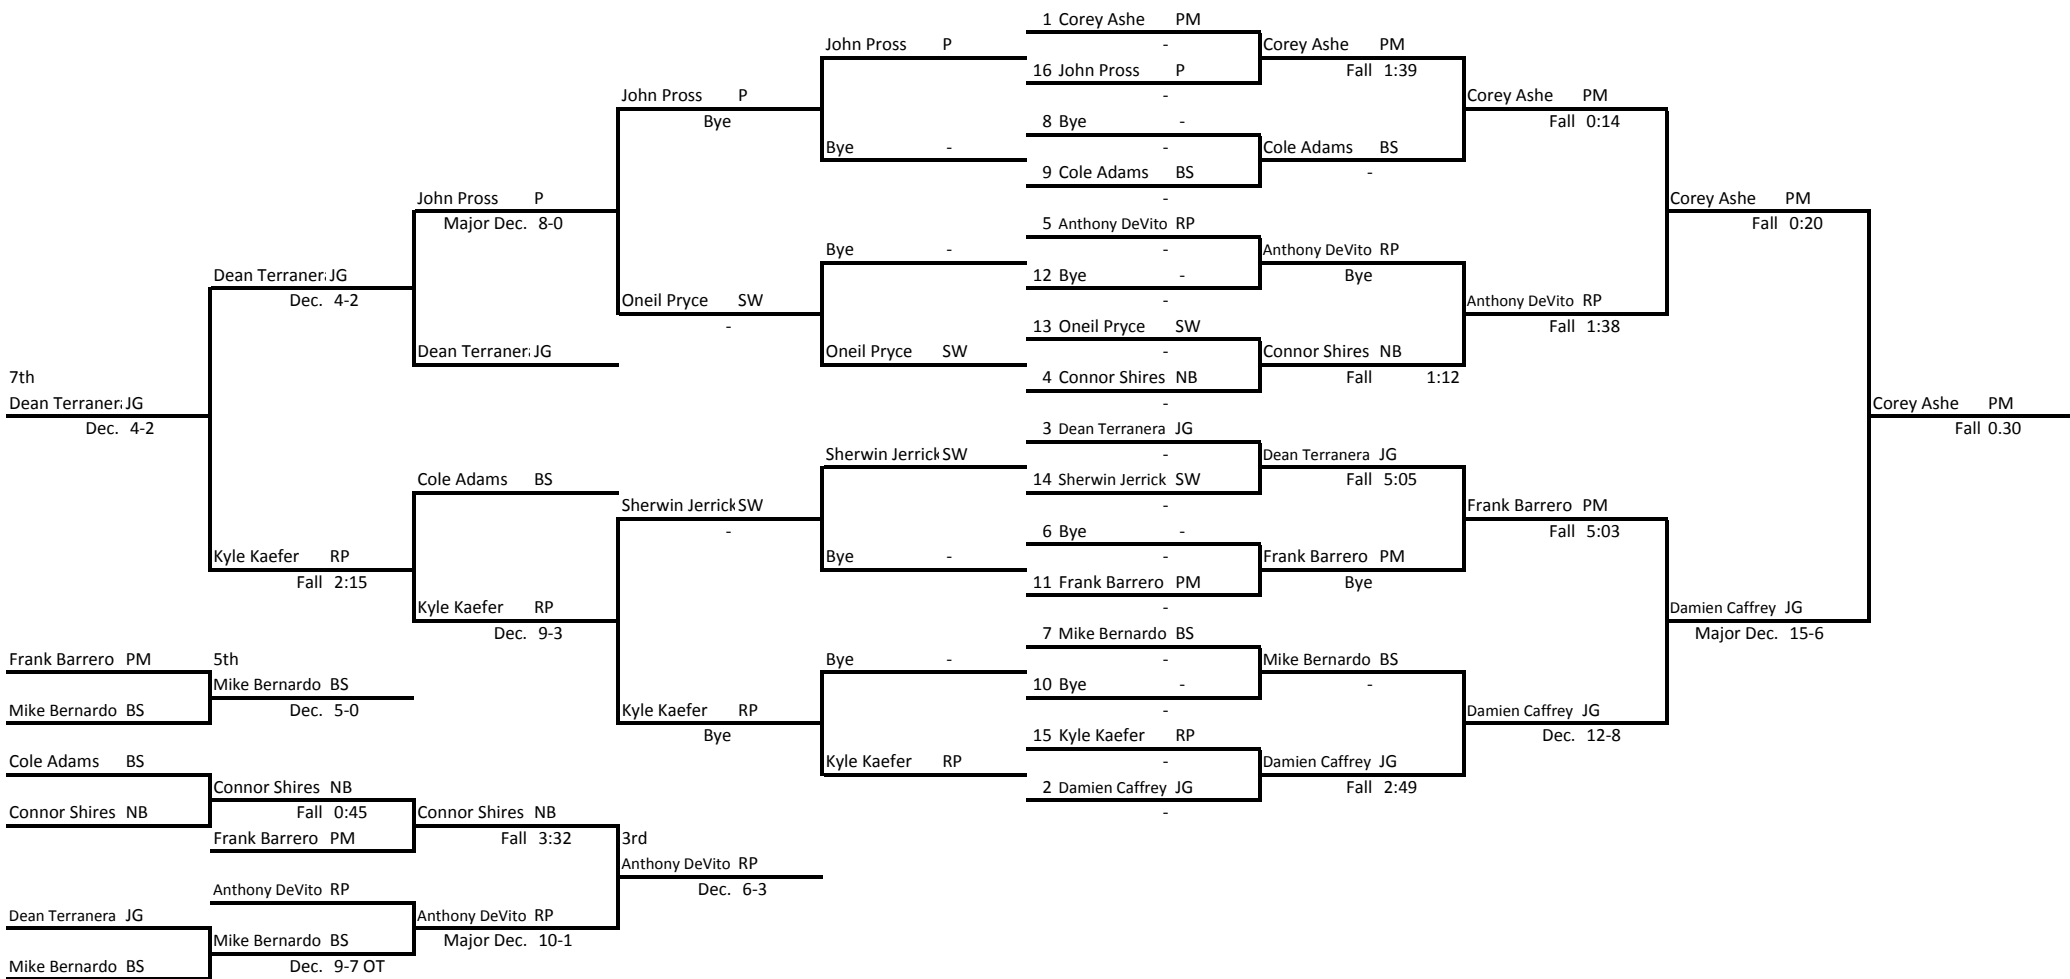 1 Corey Ashe PM
John Pross P - Corey Ashe PM
16 John Pross P Fall 1:39
John Pross P - Corey Ashe PM
Bye 8 Bye - Fall 0:14
Bye - - Cole Adams BS
9 Cole Adams BS -
John Pross P - Corey Ashe PM
Major Dec. 8-0 5 Anthony DeVito RP Fall 0:20
Bye - - Anthony DeVito RP
Dean Terranera JG 12 Bye - Bye
Dec. 4-2 Oneil Pryce SW - Anthony DeVito RP
- 13 Oneil Pryce SW Fall 1:38
Dean Terranera JG Oneil Pryce SW - Connor Shires NB
7th 4 Connor Shires NB Fall 1:12
Dean Terranera JG - Corey Ashe PM
Dec. 4-2 3 Dean Terranera JG Fall 0.30
Sherwin Jerrick SW - Dean Terranera JG
Cole Adams BS 14 Sherwin Jerrick SW Fall 5:05
Sherwin Jerrick SW - Frank Barrero PM
- 6 Bye - Fall 5:03
Kyle Kaefer RP Bye - - Frank Barrero PM
Fall 2:15 11 Frank Barrero PM Bye
Kyle Kaefer RP - Damien Caffrey JG
Dec. 9-3 7 Mike Bernardo BS Major Dec. 15-6
Frank Barrero PM 5th Bye - - Mike Bernardo BS
Mike Bernardo BS 10 Bye - -
Mike Bernardo BS Dec. 5-0 Kyle Kaefer RP - Damien Caffrey JG
Bye 15 Kyle Kaefer RP Dec. 12-8
Cole Adams BS Kyle Kaefer RP - Damien Caffrey JG
Connor Shires NB 2 Damien Caffrey JG Fall 2:49
Connor Shires NB Fall 0:45 Connor Shires NB -
Frank Barrero PM Fall 3:32 3rd
Anthony DeVito RP
Anthony DeVito RP Dec. 6-3
Dean Terranera JG Anthony DeVito RP
Mike Bernardo BS Major Dec. 10-1
Mike Bernardo BS Dec. 9-7 OT